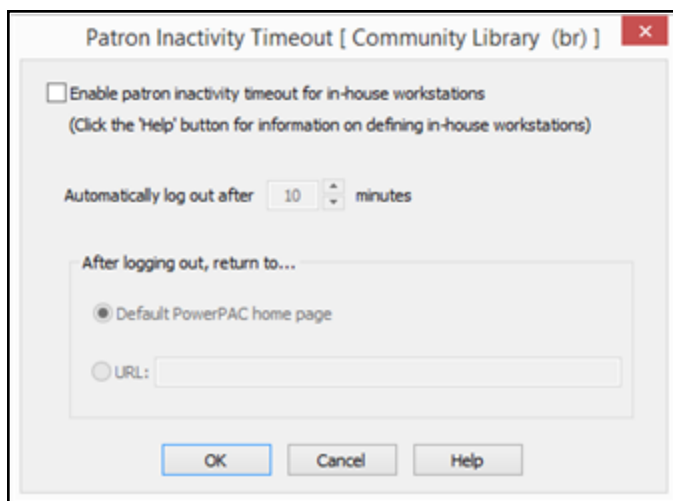 Patron Inactivity Timeout [ Community Library (br) ]
Enable patron inactivity timeout for in-house workstations
(Click the 'Help' button for information on defining in-house workstations)
Automatically log out after 10 minutes
After logging out, return to...
Default PowerPAC home page
URL:
OK Cancel Help